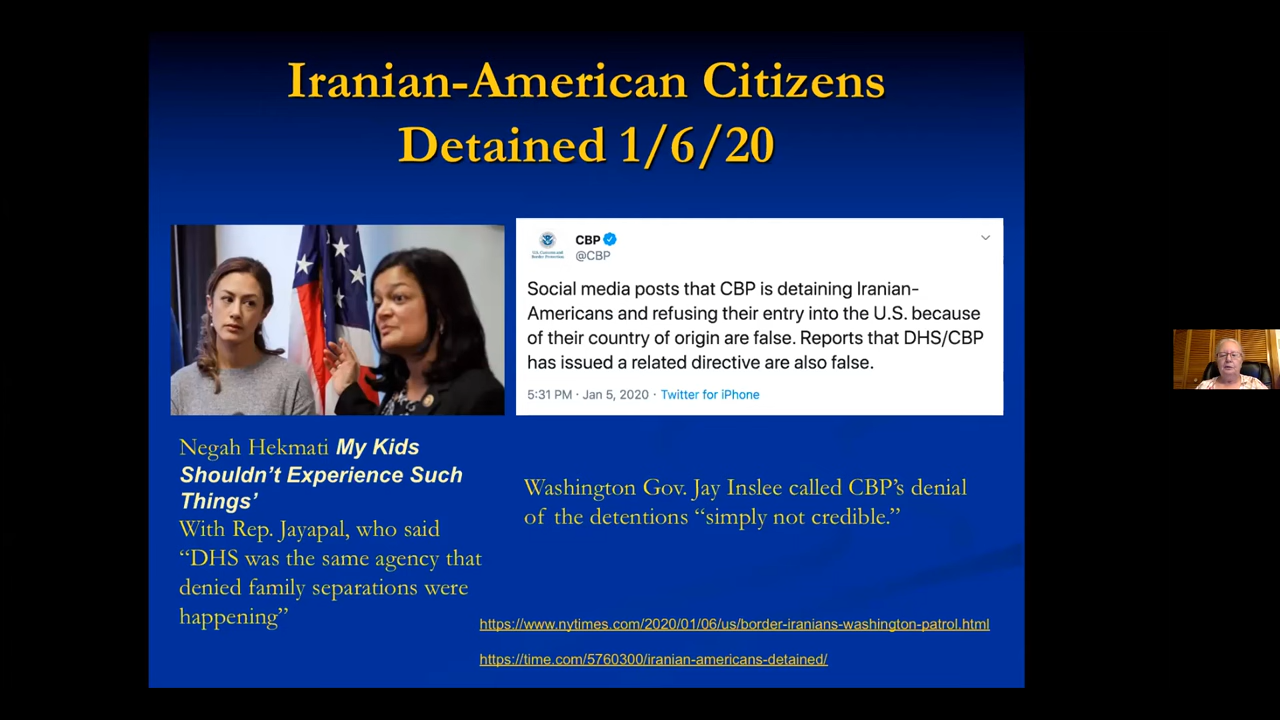 Iranian-American Citizens
Detained 1/6/20
CBP
@CBP
Social media posts that CBP is detaining Iranian-
Americans and refusing their entry into the U.S. because
of their country of origin are false. Reports that DHS/CBP
has issued a related directive are also false.
5:31 PM · Jan 5, 2020 · Twitter for iPhone
Negah Hekmati My Kids
Shouldn’t Experience Such
Things’
With Rep. Jayapal, who said
“DHS was the same agency that
denied family separations were
happening”
Washington Gov. Jay Inslee called CBP’s denial
of the detentions “simply not credible.”
https://www.nytimes.com/2020/01/06/us/border-iranians-washington-patrol.html
https://time.com/5760300/iranian-americans-detained/